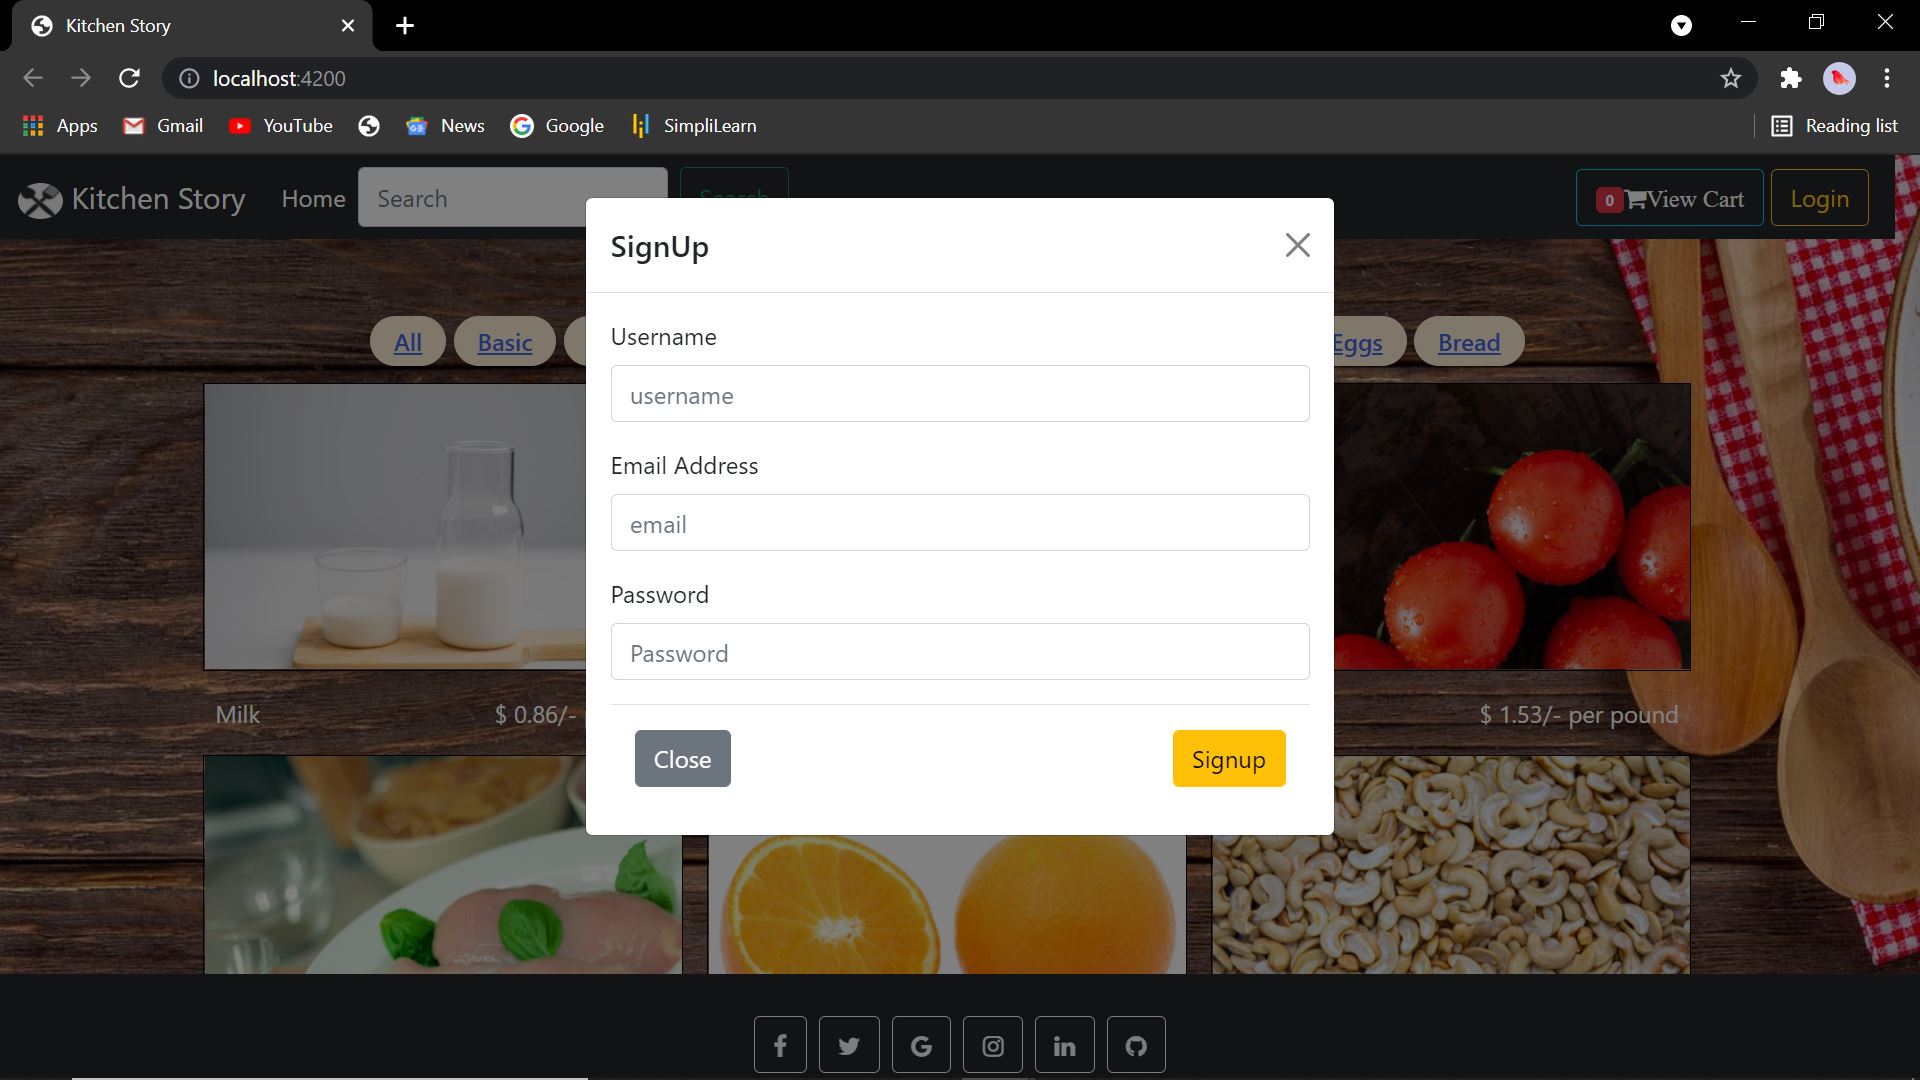 Kitchen Story
localhost:4200
Apps Gmail YouTube News Google SimpliLearn Reading list
Kitchen Story Home Search Search 0 View Cart Login
SignUp
All Basic Eggs Bread
Username
username
Email Address
email
Password
Password
Milk $ 0.86/- $ 1.53/- per pound
Close Signup